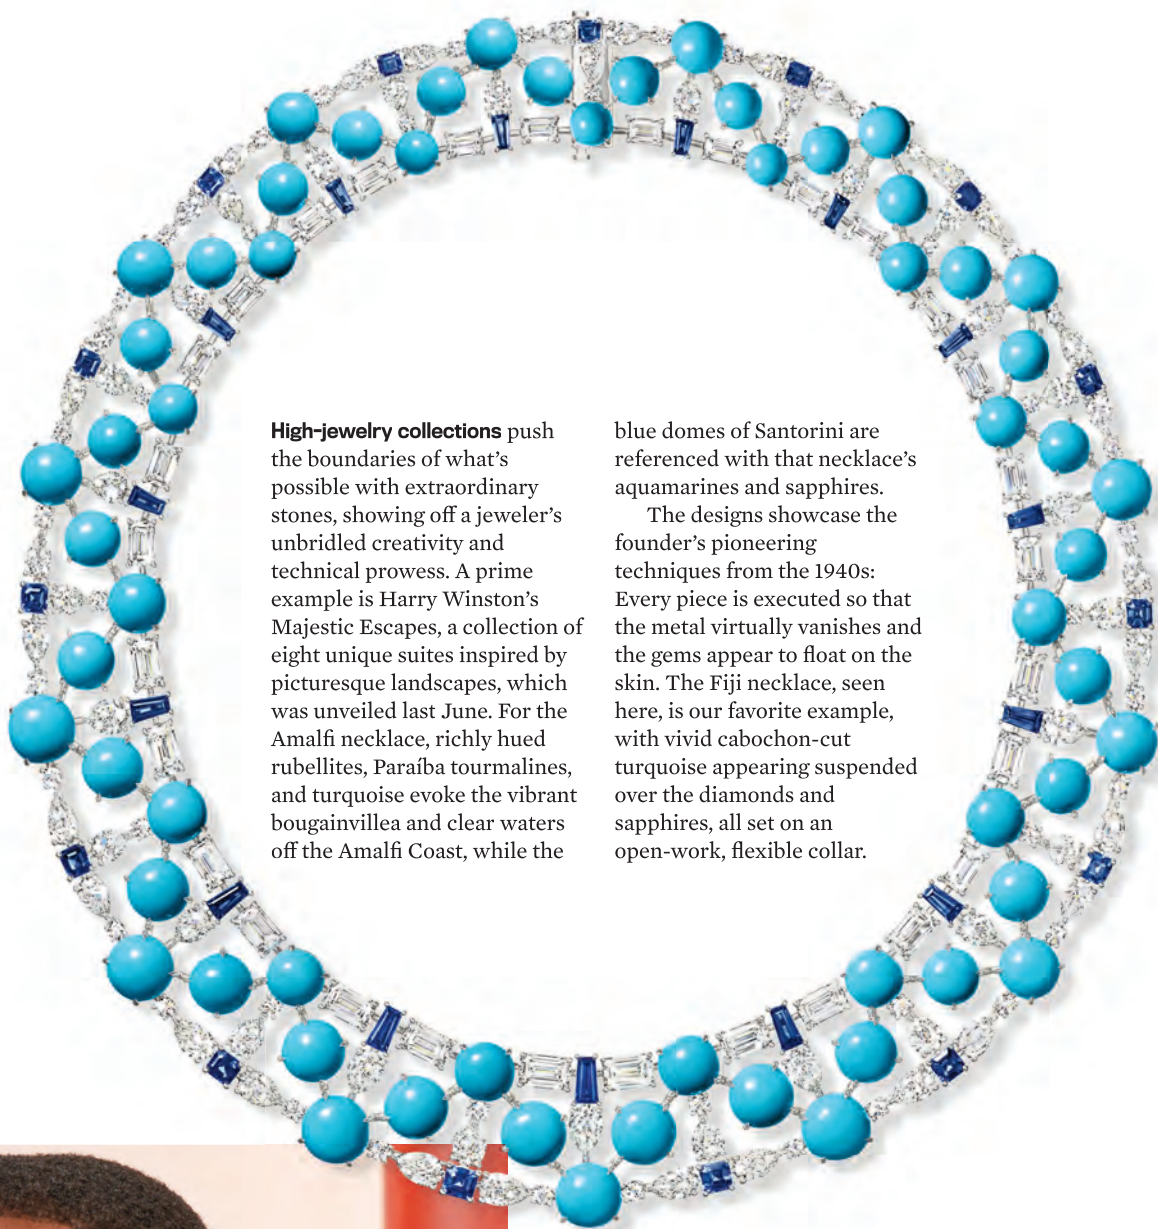 High-jewelry collections push
the boundaries of what's
possible with extraordinary
stones, showing off a jeweler's
unbridled creativity and
technical prowess. A prime
example is Harry Winston's
Majestic Escapes, a collection of
eight unique suites inspired by
picturesque landscapes, which
was unveiled last June. For the
Amalfi necklace, richly hued
rubellites, Paraíba tourmalines,
and turquoise evoke the vibrant
bougainvillea and clear waters
off the Amalfi Coast, while the
blue domes of Santorini are
referenced with that necklace's
aquamarines and sapphires.
The designs showcase the
founder's pioneering
techniques from the 1940s:
Every piece is executed so that
the metal virtually vanishes and
the gems appear to float on the
skin. The Fiji necklace, seen
here, is our favorite example,
with vivid cabochon-cut
turquoise appearing suspended
over the diamonds and
sapphires, all set on an
open-work, flexible collar.